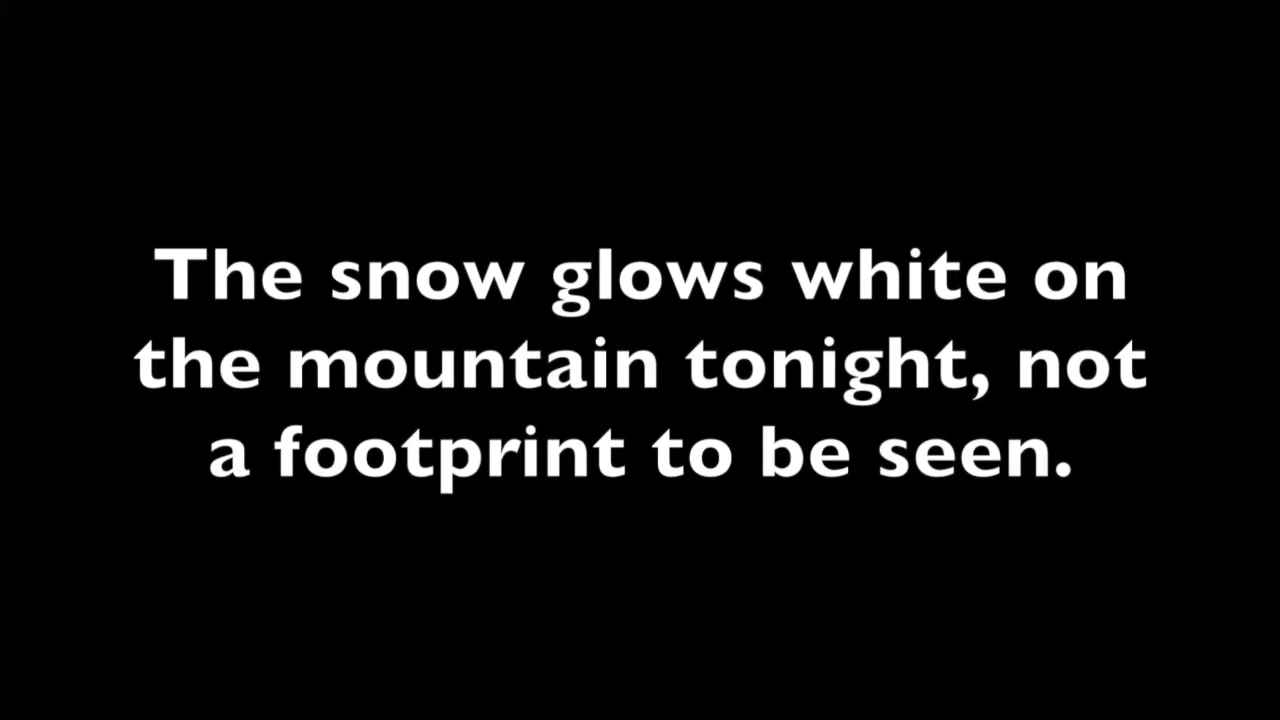 The snow glows white on
the mountain tonight, not
a footprint to be seen.